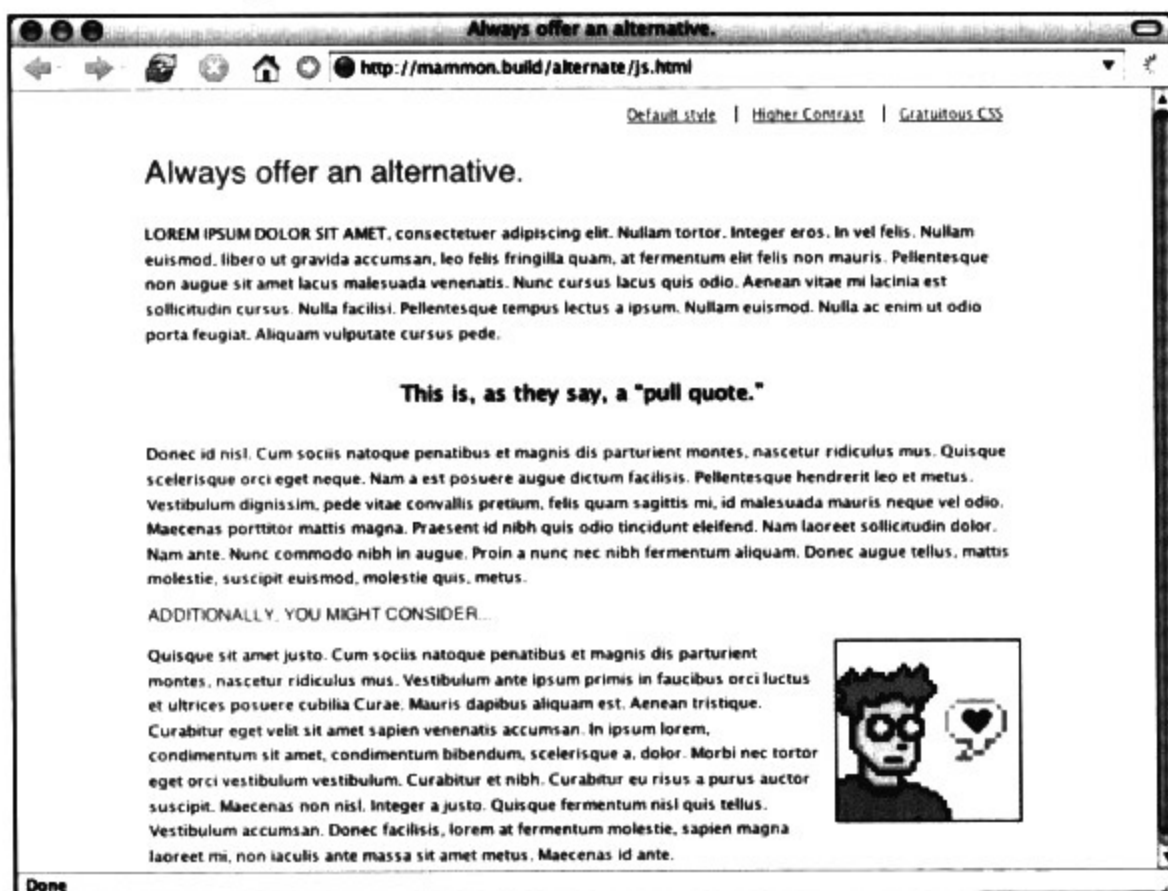 Always offer an alternative.
http://mammon.build/alternate/js.html
Default style | Higher Contrast | Gratuitous CSS
Always offer an alternative.
LOREM IPSUM DOLOR SIT AMET, consectetuer adipiscing elit. Nullam tortor. Integer eros. In vel felis. Nullam
euismod, libero ut gravida accumsan, leo felis fringilla quam, at fermentum elit felis non mauris. Pellentesque
non augue sit amet lacus malesuada venenatis. Nunc cursus lacus quis odio. Aenean vitae mi lacinia est
sollicitudin cursus. Nulla facilisi. Pellentesque tempus lectus a ipsum. Nullam euismod. Nulla ac enim ut odio
porta feugiat. Aliquam vulputate cursus pede.
This is, as they say, a "pull quote."
Donec id nisl. Cum sociis natoque penatibus et magnis dis parturient montes, nascetur ridiculus mus. Quisque
scelerisque orci eget neque. Nam a est posuere augue dictum facilisis. Pellentesque hendrerit leo et metus.
Vestibulum dignissim, pede vitae convallis pretium, felis quam sagittis mi, id malesuada mauris neque vel odio.
Maecenas porttitor mattis magna. Praesent id nibh quis odio tincidunt eleifend. Nam laoreet sollicitudin dolor.
Nam ante. Nunc commodo nibh in augue. Proin a nunc nec nibh fermentum aliquam. Donec augue tellus, mattis
molestie, suscipit euismod, molestie quis, metus.
ADDITIONALLY, YOU MIGHT CONSIDER...
Quisque sit amet justo. Cum sociis natoque penatibus et magnis dis parturient
montes, nascetur ridiculus mus. Vestibulum ante ipsum primis in faucibus orci luctus
et ultrices posuere cubilia Curae. Mauris dapibus aliquam est. Aenean tristique.
Curabitur eget velit sit amet sapien venenatis accumsan. In ipsum lorem,
condimentum sit amet, condimentum bibendum, scelerisque a, dolor. Morbi nec tortor
eget orci vestibulum vestibulum. Curabitur et nibh. Curabitur eu risus a purus auctor
suscipit. Maecenas non nisl. Integer a justo. Quisque fermentum nisl quis tellus.
Vestibulum accumsan. Donec facilisis, lorem at fermentum molestie, sapien magna
laoreet mi, non iaculis ante massa sit amet metus. Maecenas id ante.
Done